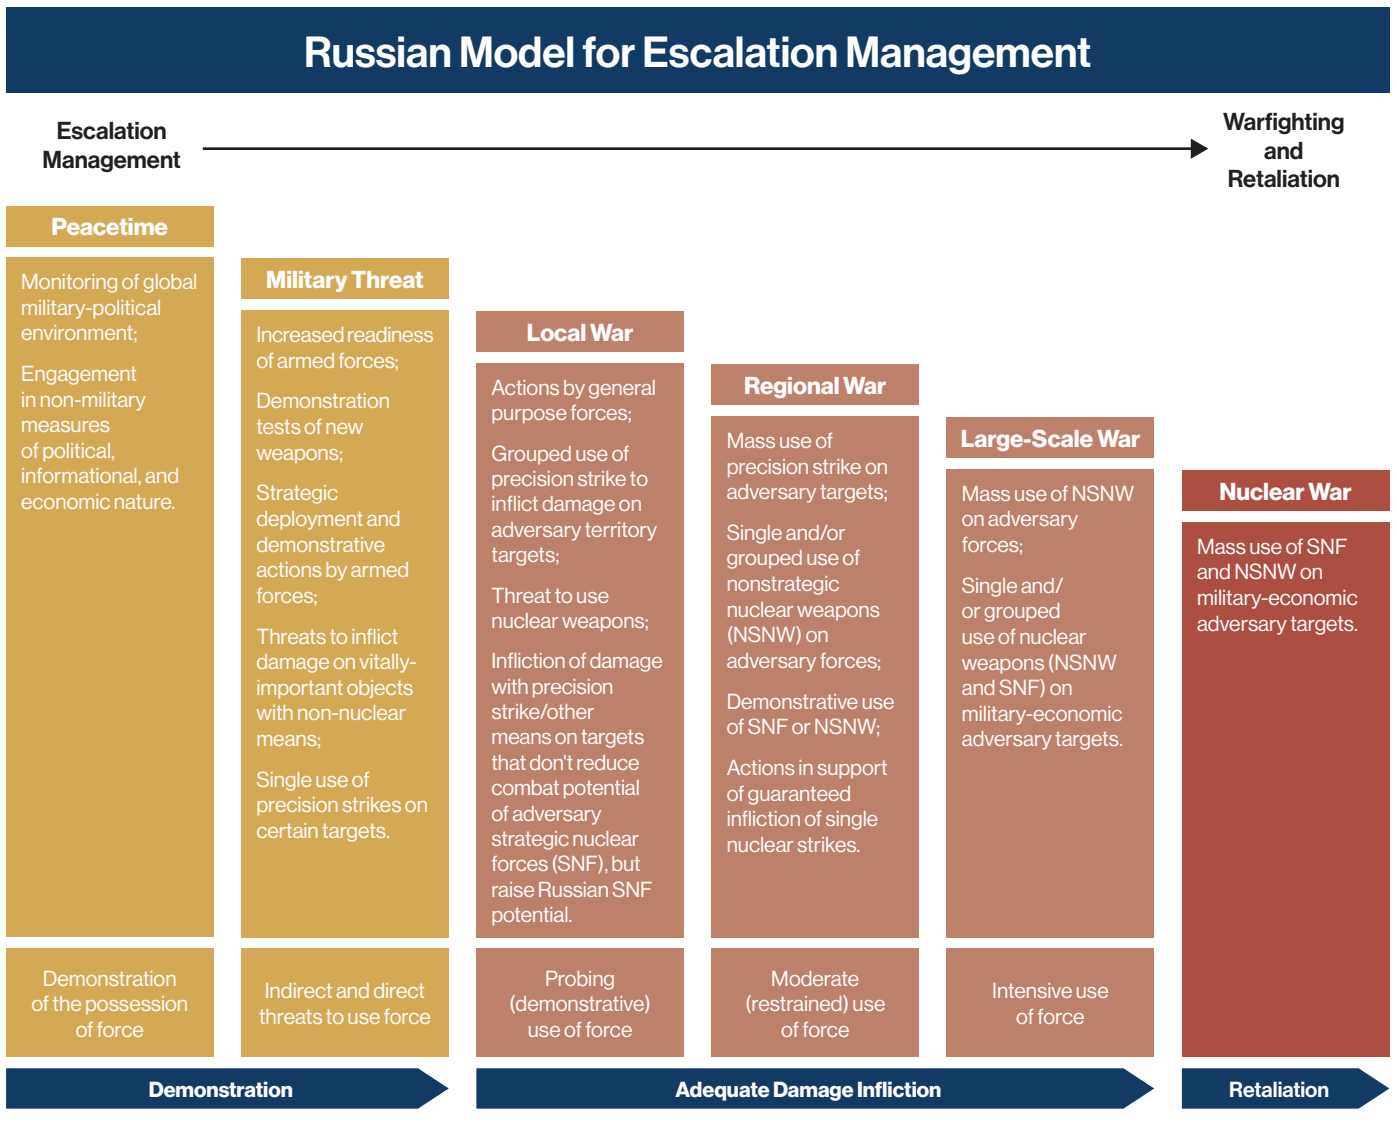 Russian Model for Escalation Management
Escalation
Management
Warfighting
and
Retaliation
Peacetime
Monitoring of global
military-political
environment;
Engagement
in non-military
measures
of political,
informational, and
economic nature.
Demonstration
of the possession
of force
Military Threat
Increased readiness
of armed forces;
Demonstration
tests of new
weapons;
Strategic
deployment and
demonstrative
actions by armed
forces;
Threats to inflict
damage on vitally-
important objects
with non-nuclear
means;
Single use of
precision strikes on
certain targets.
Indirect and direct
threats to use force
Local War
Actions by general
purpose forces;
Grouped use of
precision strike to
inflict damage on
adversary territory
targets;
Threat to use
nuclear weapons;
Infliction of damage
with precision
strike/other
means on targets
that don't reduce
combat potential
of adversary
strategic nuclear
forces (SNF), but
raise Russian SNF
potential.
Probing
(demonstrative)
use of force
Regional War
Mass use of
precision strike on
adversary targets;
Single and/or
grouped use of
nonstrategic
nuclear weapons
(NSNW) on
adversary forces;
Demonstrative use
of SNF or NSNW;
Actions in support
of guaranteed
infliction of single
nuclear strikes.
Moderate
(restrained) use
of force
Large-Scale War
Mass use of NSNW
on adversary
forces;
Single and/
or grouped
use of nuclear
weapons (NSNW
and SNF) on
military-economic
adversary targets.
Intensive use
of force
Nuclear War
Mass use of SNF
and NSNW on
military-economic
adversary targets.
Demonstration
Adequate Damage Infliction
Retaliation